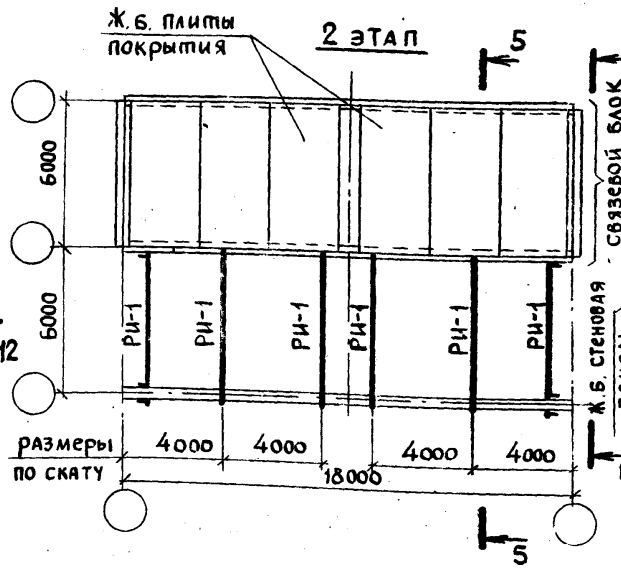 Ж.Б. ПЛИТЫ
ПОКРЫТИЯ
2 ЭТАП
5
СВЯЗЕВОЙ БЛОК
6000
6000
12
РИ-1
РИ-1
РИ-1
РИ-1
РИ-1
РИ-1
Ж.Б. СТЕНОВАЯ
РАЗМЕРЫ
ПО СКАТУ
4000
4000
4000
4000
18000
5